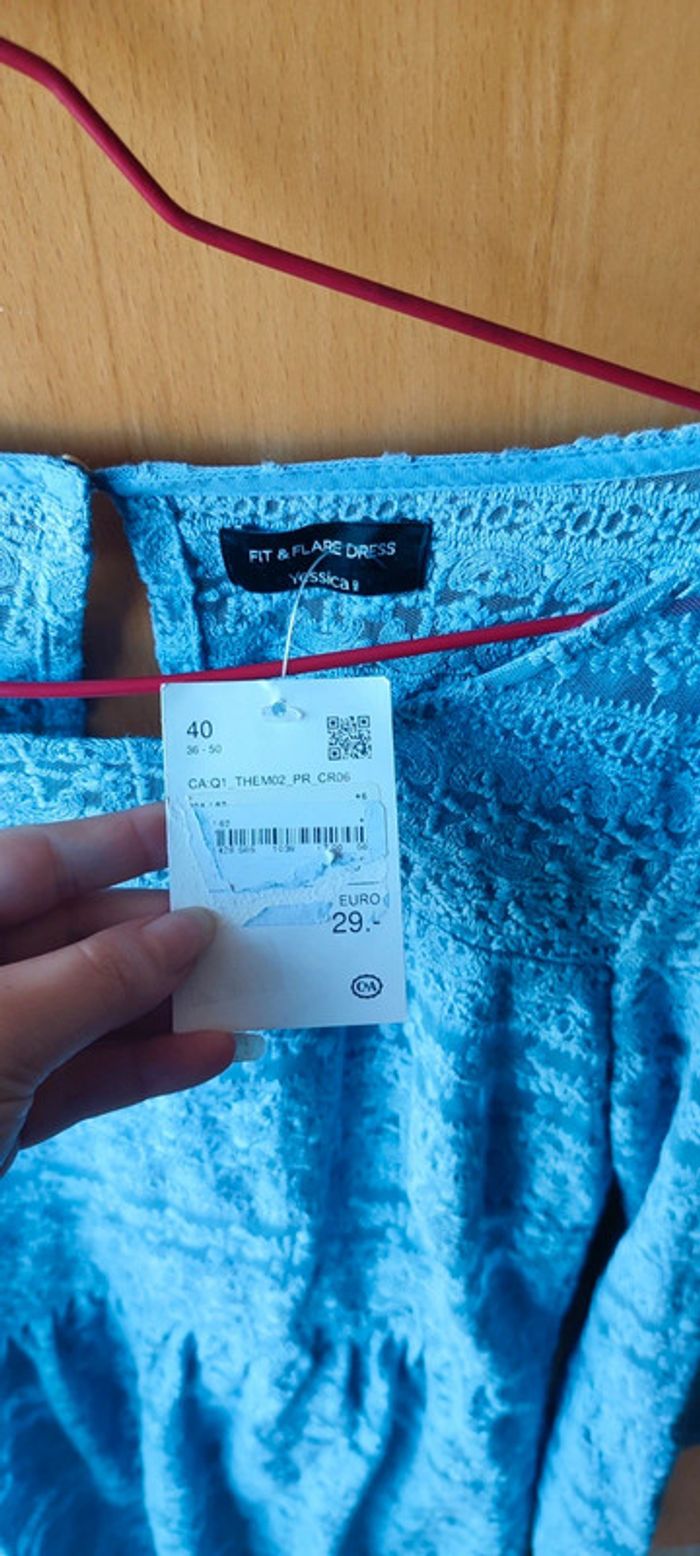 FIT & FLARE DRESS
Yessica
40
36 - 50
CA:Q1_THEM02_PR_CR06
EURO
29.-
C&A